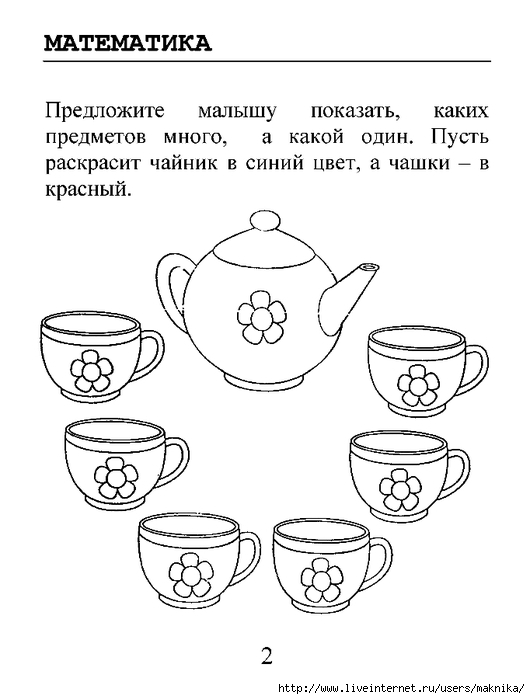 МАТЕМАТИКА
Предложите малышу показать, каких
предметов много, а какой один. Пусть
раскрасит чайник в синий цвет, а чашки – в
красный.
2
http://www.liveinternet.ru/users/maknika/